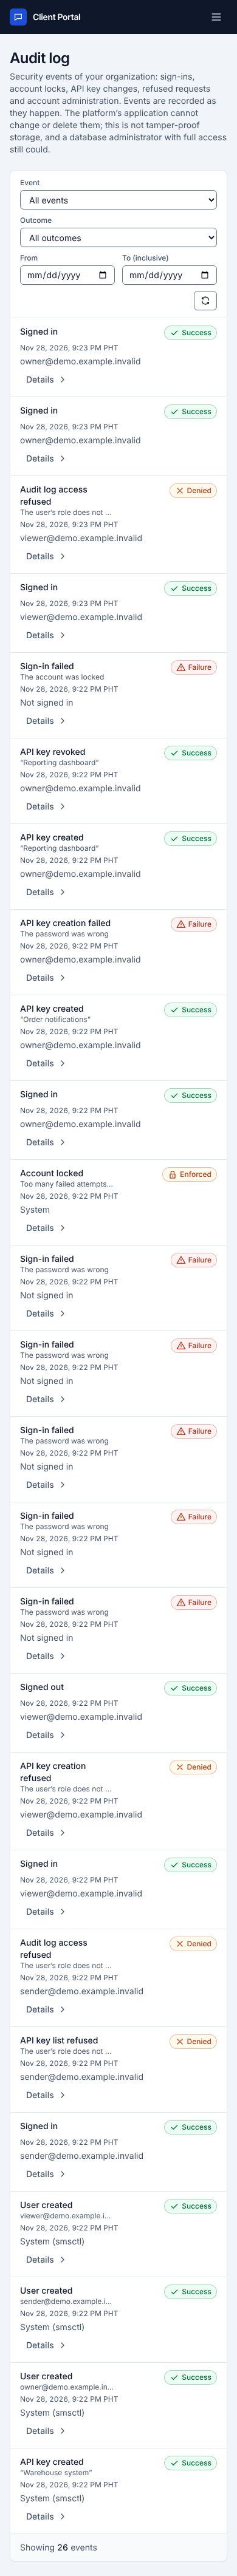 Client Portal
Audit log
Security events of your organization: sign-ins,
account locks, API key changes, refused requests
and account administration. Events are recorded as
they happen. The platform's application cannot
change or delete them; this is not tamper-proof
storage, and a database administrator with full access
still could.
Event
All events
Outcome
All outcomes
From
To (inclusive)
mm/dd/yyyy
mm/dd/yyyy
Signed in
Success
Nov 28, 2026, 9:23 PM PHT
owner@demo.example.invalid
Details
Signed in
Success
Nov 28, 2026, 9:23 PM PHT
owner@demo.example.invalid
Details
Audit log access
refused
Denied
The user's role does not ...
Nov 28, 2026, 9:23 PM PHT
viewer@demo.example.invalid
Details
Signed in
Success
Nov 28, 2026, 9:23 PM PHT
viewer@demo.example.invalid
Details
Sign-in failed
Failure
The account was locked
Nov 28, 2026, 9:22 PM PHT
Not signed in
Details
API key revoked
Success
“Reporting dashboard”
Nov 28, 2026, 9:22 PM PHT
owner@demo.example.invalid
Details
API key created
Success
“Reporting dashboard”
Nov 28, 2026, 9:22 PM PHT
owner@demo.example.invalid
Details
API key creation failed
Failure
The password was wrong
Nov 28, 2026, 9:22 PM PHT
owner@demo.example.invalid
Details
API key created
Success
“Order notifications”
Nov 28, 2026, 9:22 PM PHT
owner@demo.example.invalid
Details
Signed in
Success
Nov 28, 2026, 9:22 PM PHT
owner@demo.example.invalid
Details
Account locked
Enforced
Too many failed attempts...
Nov 28, 2026, 9:22 PM PHT
System
Details
Sign-in failed
Failure
The password was wrong
Nov 28, 2026, 9:22 PM PHT
Not signed in
Details
Sign-in failed
Failure
The password was wrong
Nov 28, 2026, 9:22 PM PHT
Not signed in
Details
Sign-in failed
Failure
The password was wrong
Nov 28, 2026, 9:22 PM PHT
Not signed in
Details
Sign-in failed
Failure
The password was wrong
Nov 28, 2026, 9:22 PM PHT
Not signed in
Details
Sign-in failed
Failure
The password was wrong
Nov 28, 2026, 9:22 PM PHT
Not signed in
Details
Signed out
Success
Nov 28, 2026, 9:22 PM PHT
viewer@demo.example.invalid
Details
API key creation
refused
Denied
The user's role does not ...
Nov 28, 2026, 9:22 PM PHT
viewer@demo.example.invalid
Details
Signed in
Success
Nov 28, 2026, 9:22 PM PHT
viewer@demo.example.invalid
Details
Audit log access
refused
Denied
The user's role does not ...
Nov 28, 2026, 9:22 PM PHT
sender@demo.example.invalid
Details
API key list refused
Denied
The user's role does not ...
Nov 28, 2026, 9:22 PM PHT
sender@demo.example.invalid
Details
Signed in
Success
Nov 28, 2026, 9:22 PM PHT
sender@demo.example.invalid
Details
User created
Success
viewer@demo.example.i...
Nov 28, 2026, 9:22 PM PHT
System (smsctl)
Details
User created
Success
sender@demo.example.i...
Nov 28, 2026, 9:22 PM PHT
System (smsctl)
Details
User created
Success
owner@demo.example.in...
Nov 28, 2026, 9:22 PM PHT
System (smsctl)
Details
API key created
Success
“Warehouse system”
Nov 28, 2026, 9:22 PM PHT
System (smsctl)
Details
Showing 26 events